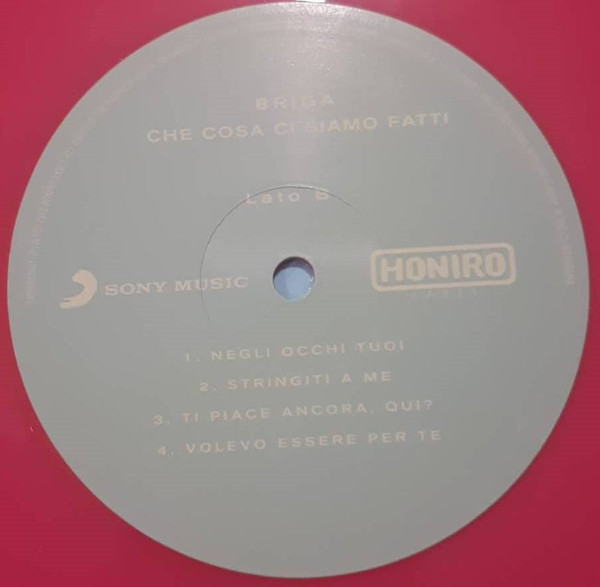 BRIGA
CHE COSA CI SIAMO FATTI
Lato B
SONY MUSIC
HONIRO
1. NEGLI OCCHI TUOI
2. STRINGITI A ME
3. TI PIACE ANCORA, QUI?
4. VOLEVO ESSERE PER TE